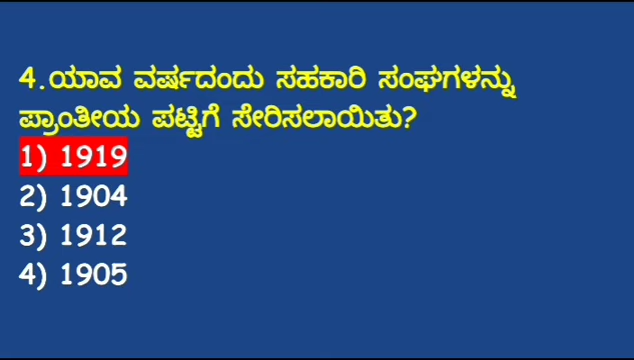 4.ಯಾವ ವರ್ಷದಂದು ಸಹಕಾರಿ ಸಂಘಗಳನ್ನು
ಪ್ರಾಂತೀಯ ಪಟ್ಟಿಗೆ ಸೇರಿಸಲಾಯಿತು?
1) 1919
2) 1904
3) 1912
4) 1905